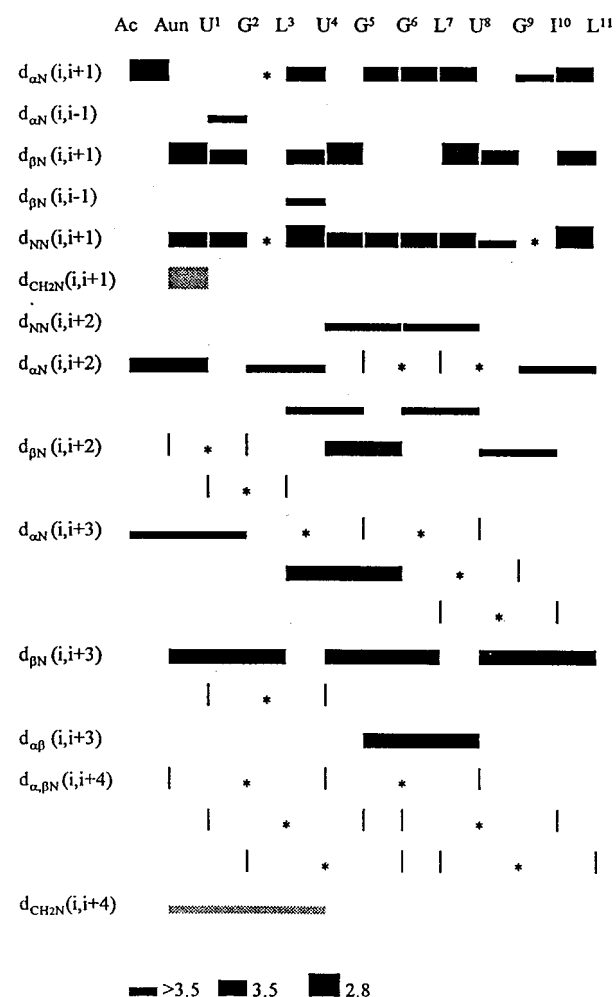 Ac Aun U¹ G² L³ U⁴ G⁵ G⁶ L⁷ U⁸ G⁹ I¹⁰ L¹¹
dαN(i,i+1) *
dαN(i,i-1)
dβN(i,i+1)
dβN(i,i-1)
dNN(i,i+1) * *
dCH2N(i,i+1)
dNN(i,i+2)
dαN(i,i+2) * *
dβN(i,i+2) *
*
dαN(i,i+3) * *
*
*
dβN(i,i+3)
*
dαβ(i,i+3)
dα,βN(i,i+4) * *
* *
* *
dCH2N(i,i+4)
>3.5 3.5 2.8